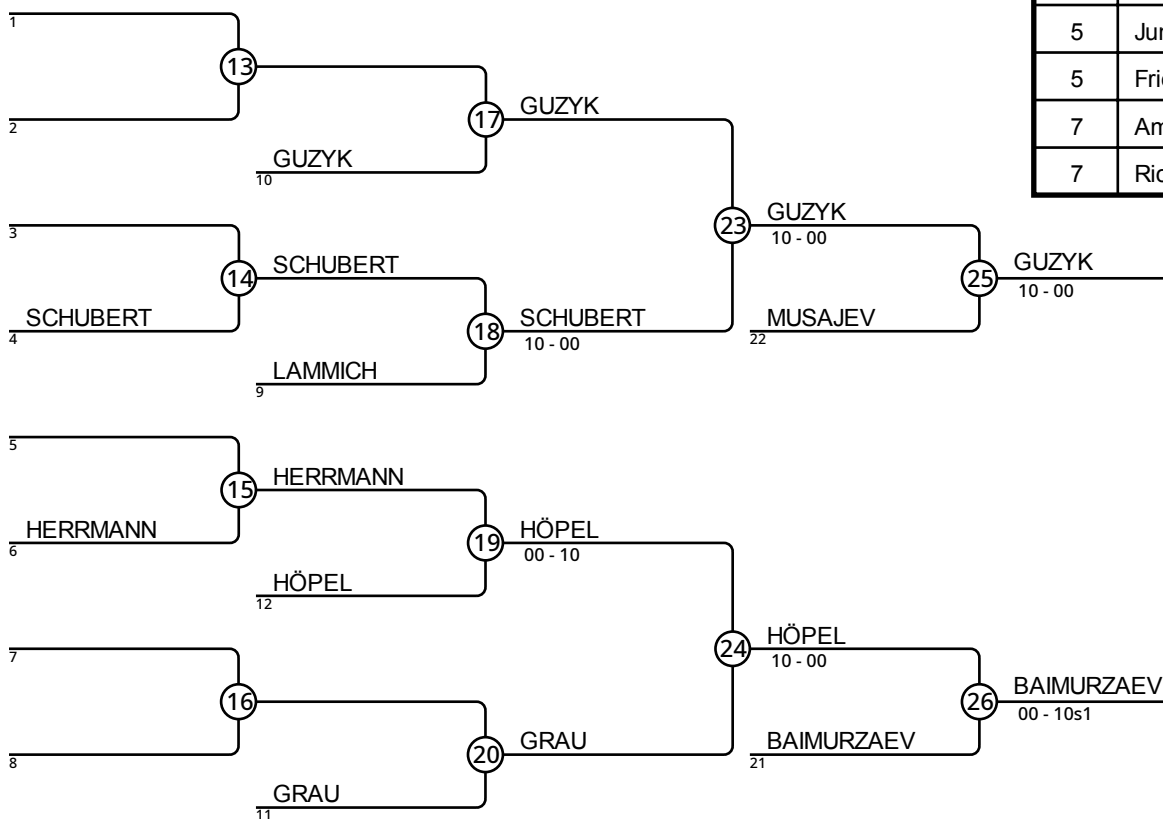 1
5
5
7
7
13
2
17
GUZYK
10
GUZYK
3
23
GUZYK
10 - 00
14
SCHUBERT
25
GUZYK
10 - 00
4
SCHUBERT
18
SCHUBERT
10 - 00
22
MUSAJEV
9
LAMMICH
5
15
HERRMANN
6
HERRMANN
19
HÖPEL
00 - 10
12
HÖPEL
7
24
HÖPEL
10 - 00
16
26
BAIMURZAEV
00 - 10s1
8
20
GRAU
21
BAIMURZAEV
11
GRAU